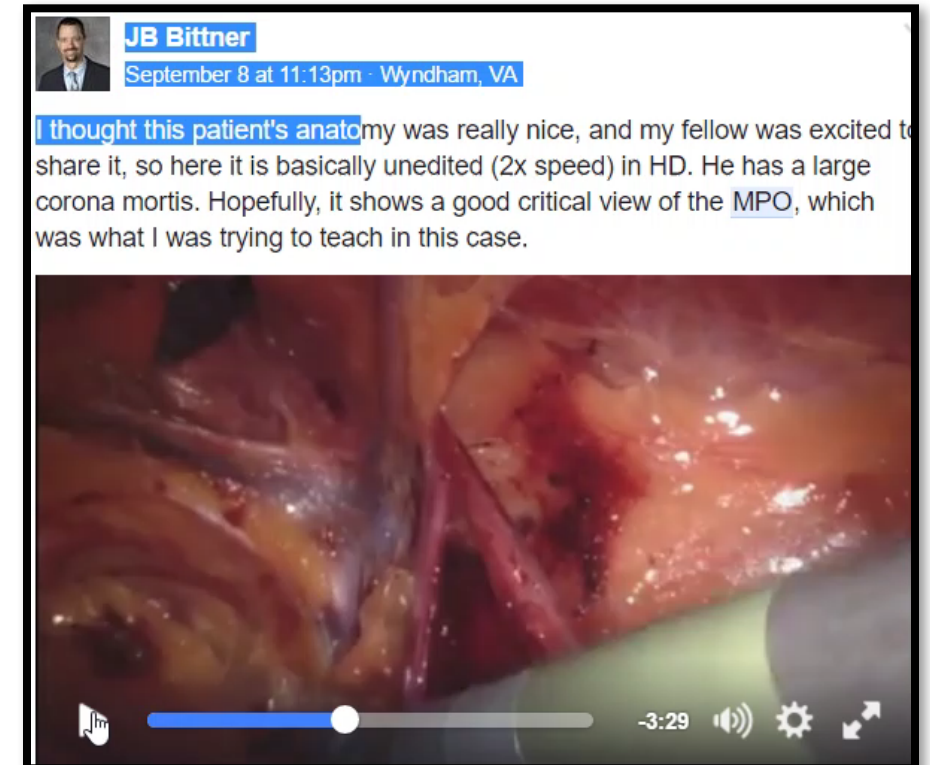 JB Bittner
September 8 at 11:13pm · Wyndham, VA
I thought this patient's anatomy was really nice, and my fellow was excited to
share it, so here it is basically unedited (2x speed) in HD. He has a large
corona mortis. Hopefully, it shows a good critical view of the MPO, which
was what I was trying to teach in this case.
-3:29